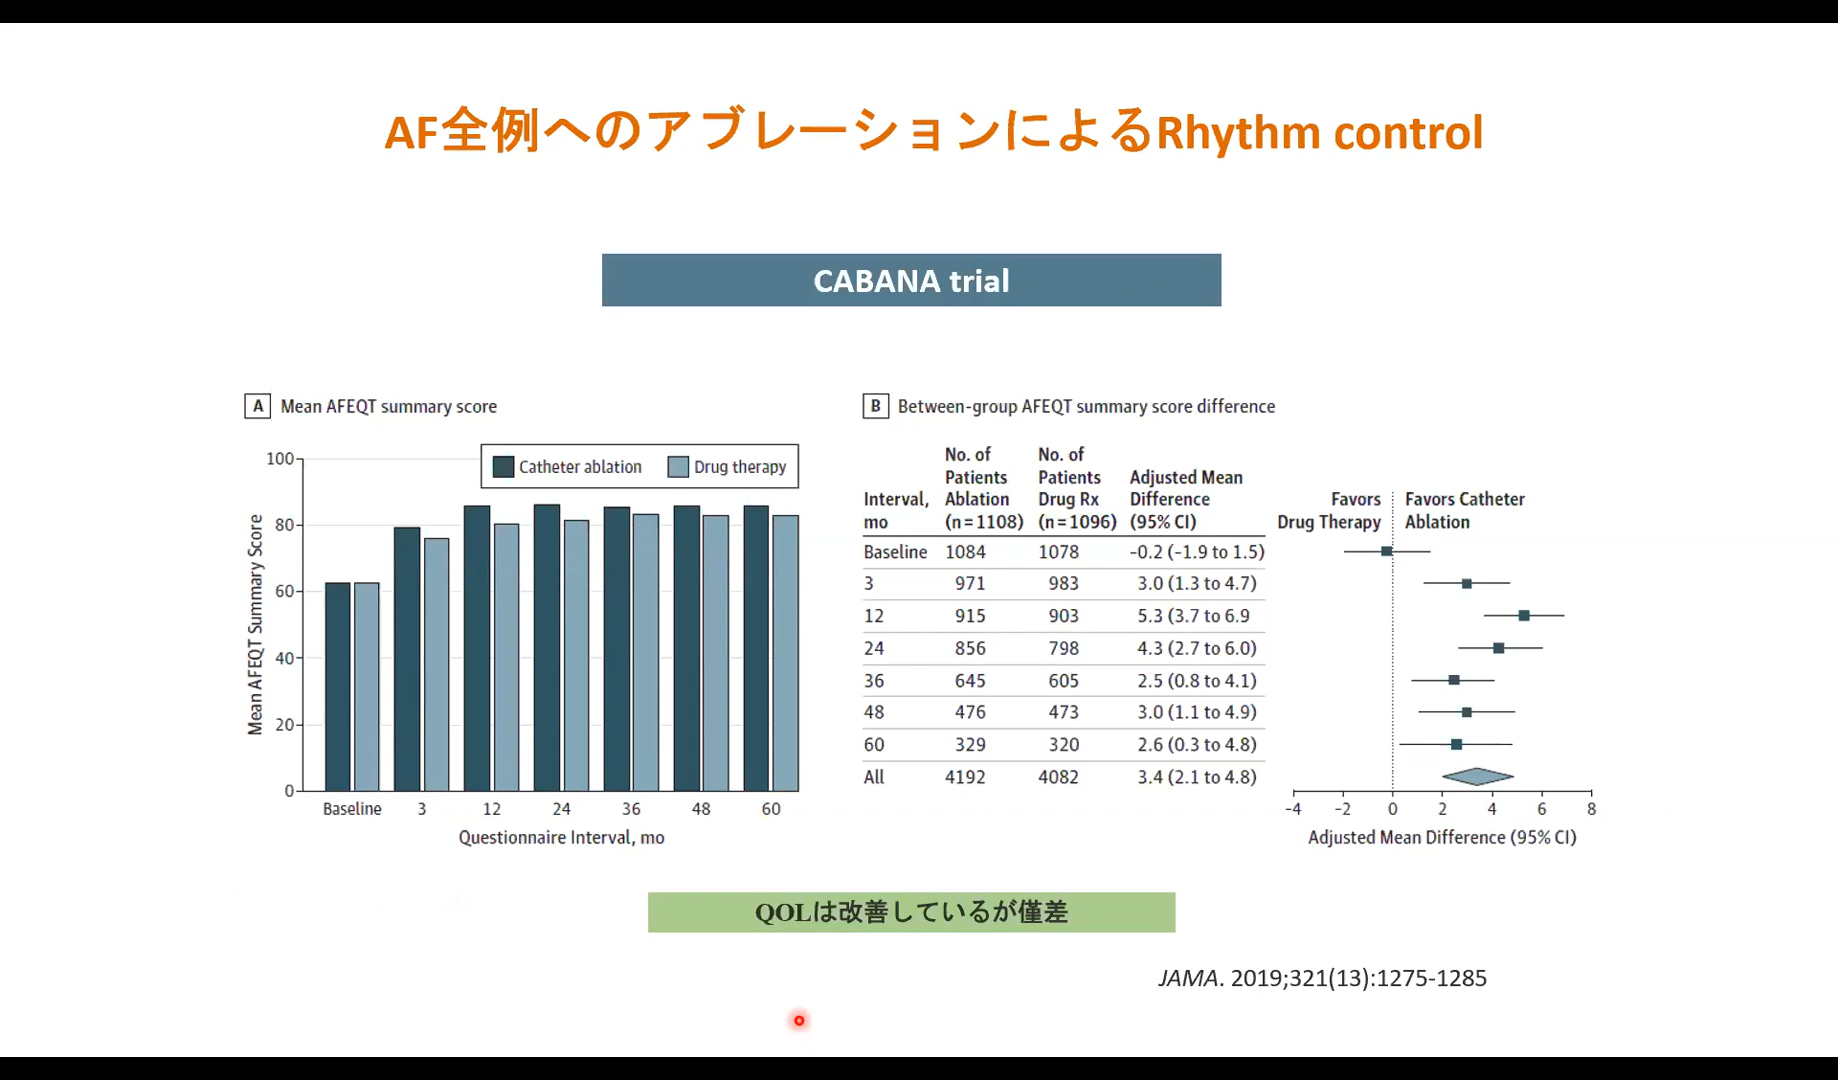 AF全例へのアブレーションによるRhythm control
CABANA trial
A Mean AFEQT summary score
Catheter ablation Drug therapy
Mean AFEQT Summary Score
100
80
60
40
20
0
Baseline 3 12 24 36 48 60
Questionnaire Interval, mo
B Between-group AFEQT summary score difference
Interval, mo
No. of Patients Ablation (n=1108)
No. of Patients Drug Rx (n=1096)
Adjusted Mean Difference (95% CI)
Favors Drug Therapy
Favors Catheter Ablation
Baseline 1084 1078 -0.2 (-1.9 to 1.5)
3 971 983 3.0 (1.3 to 4.7)
12 915 903 5.3 (3.7 to 6.9
24 856 798 4.3 (2.7 to 6.0)
36 645 605 2.5 (0.8 to 4.1)
48 476 473 3.0 (1.1 to 4.9)
60 329 320 2.6 (0.3 to 4.8)
All 4192 4082 3.4 (2.1 to 4.8)
-4 -2 0 2 4 6 8
Adjusted Mean Difference (95% CI)
QOLは改善しているが僅差
JAMA. 2019;321(13):1275-1285